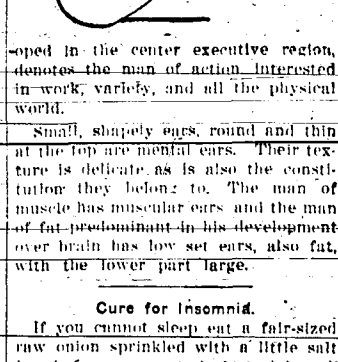 -oped in the center executive region,
denotes the man of action interested
in work, variety, and all the physical
world.
Small, shapely ears, round and thin
at the top are mental ears. Their tex-
ture is delicate as is also the consti-
tution they belong to. The man of
muscle has muscular ears and the man
of fat predominant in his development
over brain has low set ears, also fat,
with the lower part large.
Cure for Insomnia.
If you cannot sleep eat a fair-sized
raw onion sprinkled with a little salt